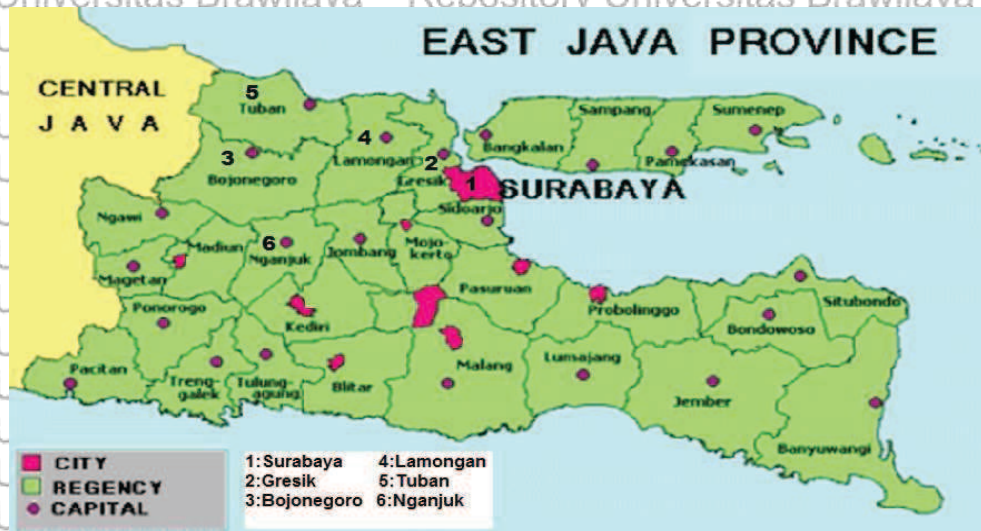 Universitas Brawijaya Repository Universitas Brawijaya
EAST JAVA PROVINCE
CENTRAL
JAVA
5
Tuban
4
Lamongan
3
Bojonegoro
2
Gresik
1
SURABAYA
Bangkalan
Sampang
Pamekasan
Sumenep
Sidoarjo
Ngawi
Madiun
6
Nganjuk
Jombang
Mojo-
kerto
Magetan
Ponorogo
Kediri
Pasuruan
Probolinggo
Situbondo
Bondowoso
Pacitan
Treng-
galek
Tulung-
agung
Blitar
Malang
Lumajang
Jember
Banyuwangi
CITY
REGENCY
CAPITAL
1:Surabaya 4:Lamongan
2:Gresik 5:Tuban
3:Bojonegoro 6:Nganjuk